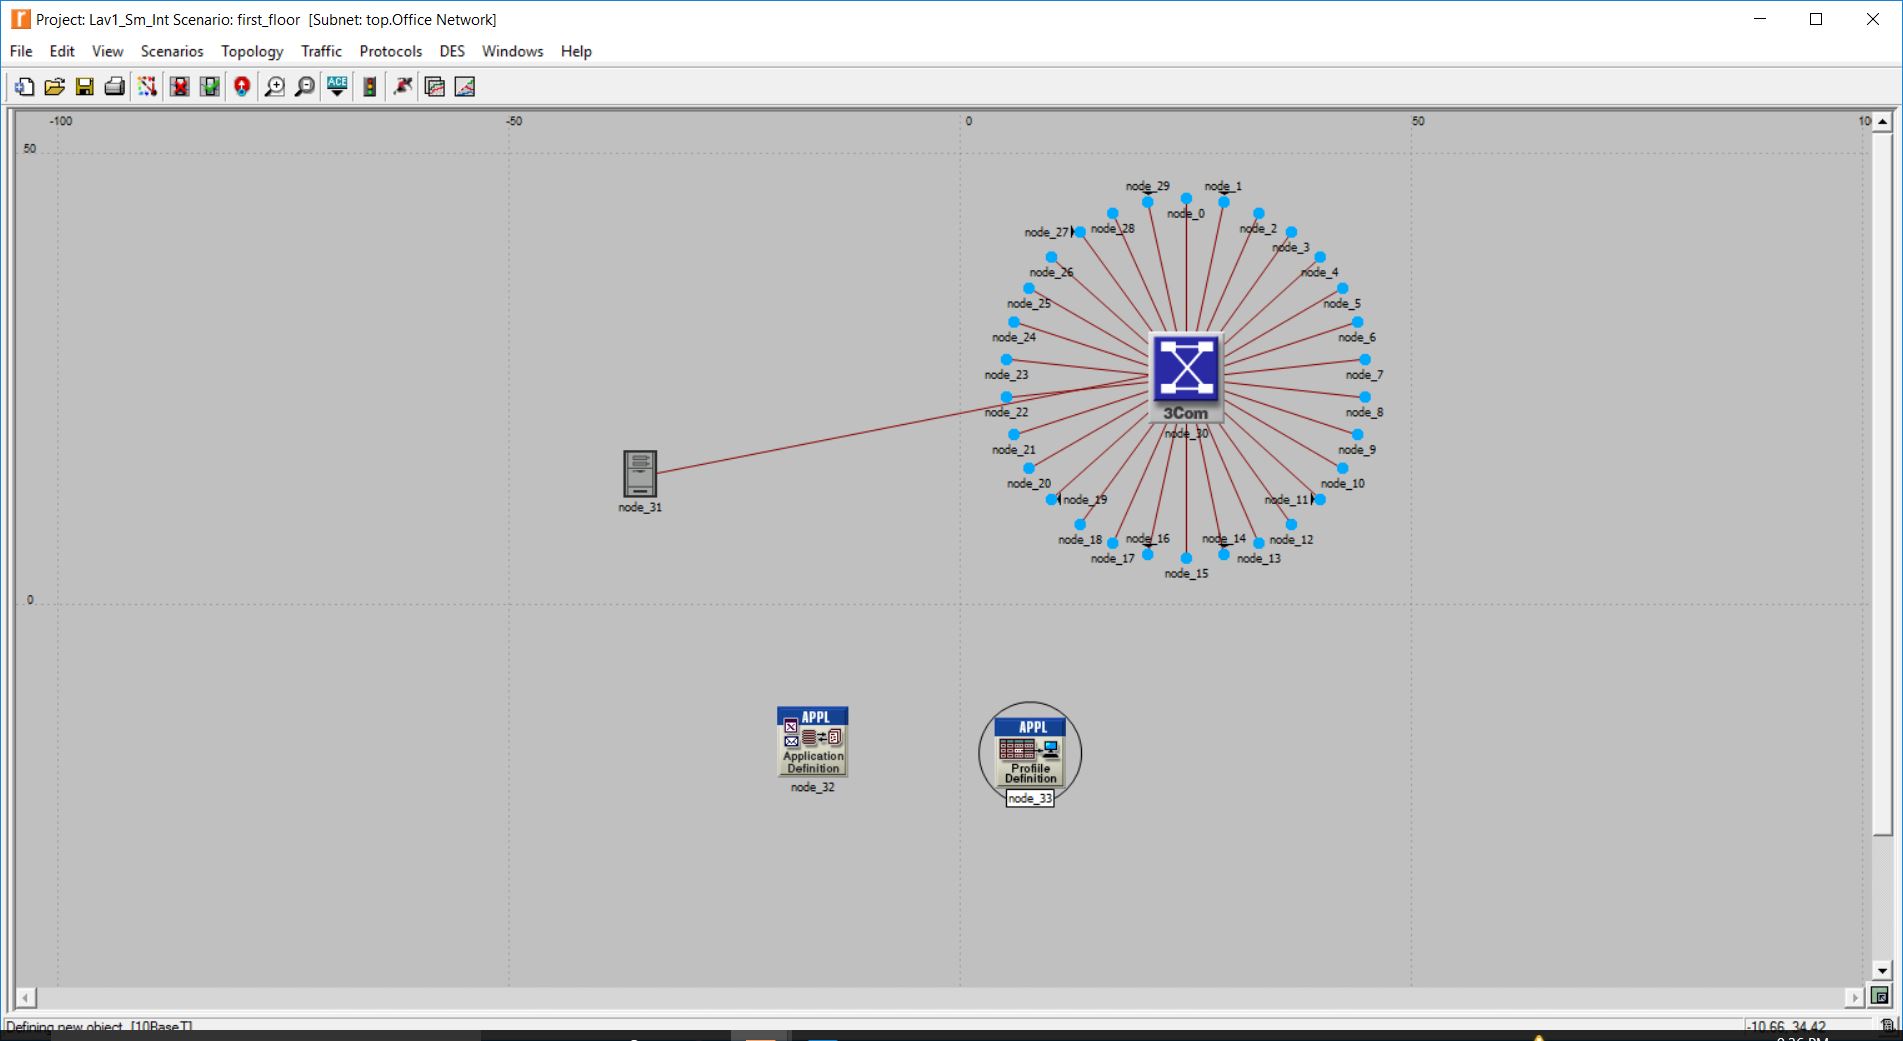 Project: Lav1_Sm_Int Scenario: first_floor [Subnet: top.Office Network]
File Edit View Scenarios Topology Traffic Protocols DES Windows Help
ACE
-100 -50 0 50
50
node_29 node_1
node_0
node_28 node_2
node_27
node_3
node_26 node_4
node_25 node_5
node_24 node_6
node_23 node_7
3Com
node_22 node_8
node_30
node_21 node_9
node_20 node_10
node_19 node_11
node_31
node_18 node_16 node_14 node_12
node_17 node_13
node_15
0
APPL
Application
Definition
node_32
APPL
Profile
Definition
node_33
Defining new object. [10BaseT]
-10.66, 34.42